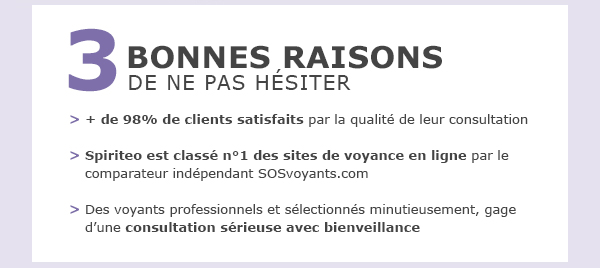 3 BONNES RAISONS
DE NE PAS HÉSITER
> + de 98% de clients satisfaits par la qualité de leur consultation
> Spiriteo est classé n°1 des sites de voyance en ligne par le
comparateur indépendant SOSvoyants.com
> Des voyants professionnels et sélectionnés minutieusement, gage
d’une consultation sérieuse avec bienveillance